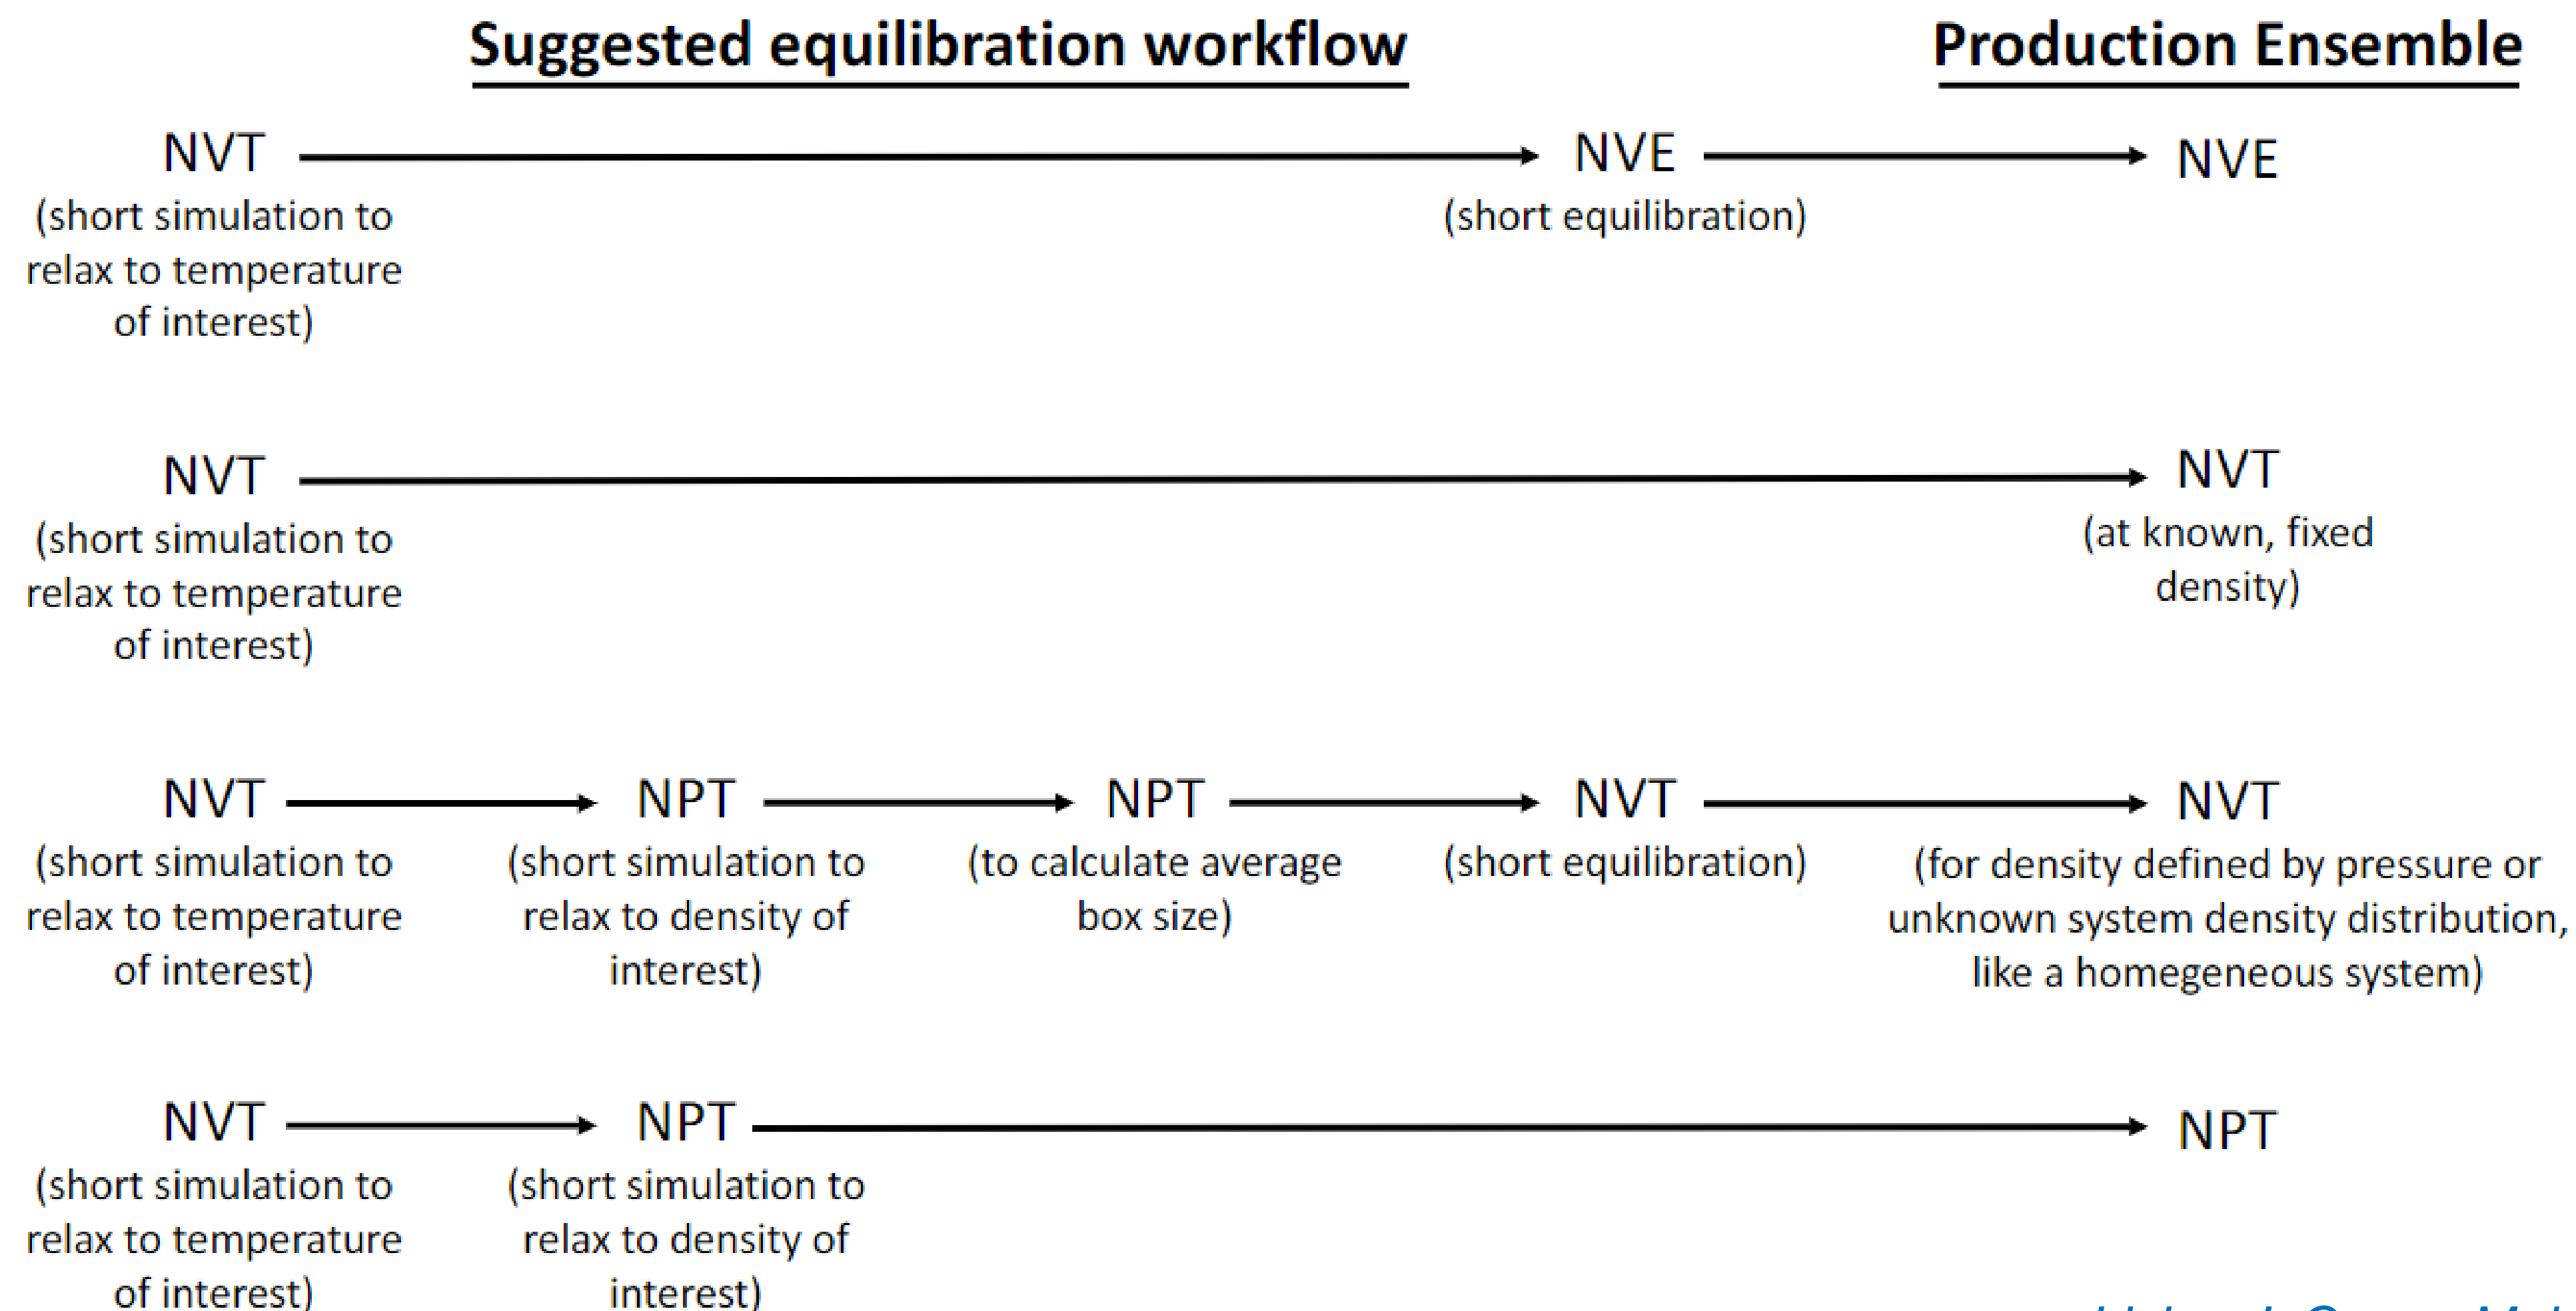 Suggested equilibration workflow
Production Ensemble
NVT
NVE
NVE
(short simulation to
relax to temperature
of interest)
(short equilibration)
NVT
NVT
(short simulation to
relax to temperature
of interest)
(at known, fixed
density)
NVT
NPT
NPT
NVT
NVT
(short simulation to
relax to temperature
of interest)
(short simulation to
relax to density of
interest)
(to calculate average
box size)
(short equilibration)
(for density defined by pressure or
unknown system density distribution,
like a homegeneous system)
NVT
NPT
NPT
(short simulation to
relax to temperature
of interest)
(short simulation to
relax to density of
interest)